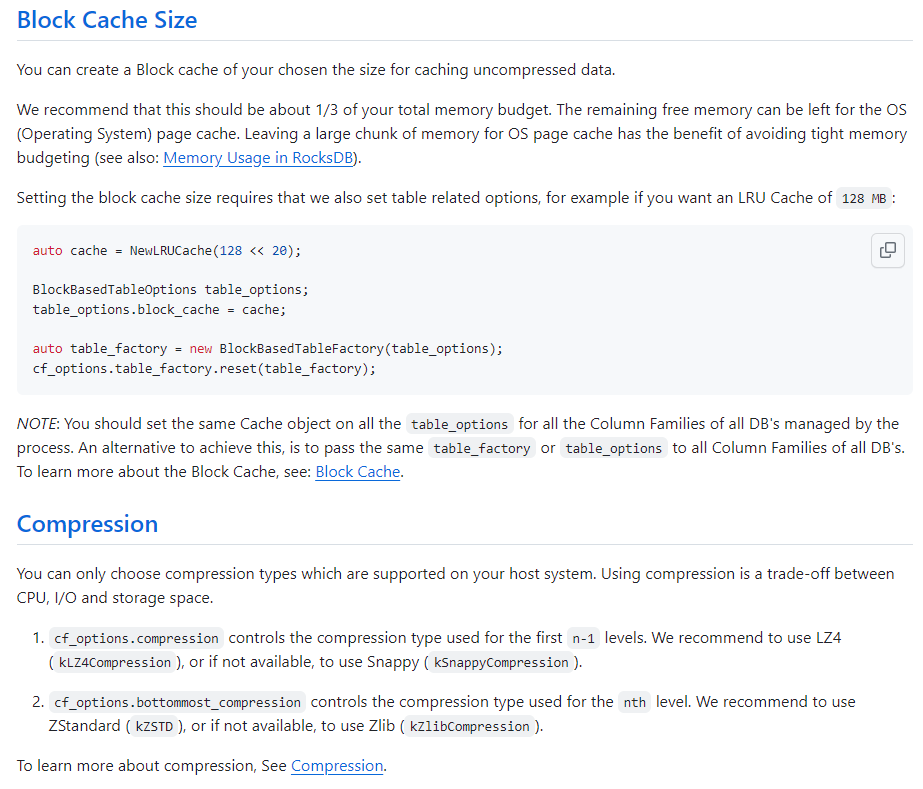 Block Cache Size
You can create a Block cache of your chosen the size for caching uncompressed data.
We recommend that this should be about 1/3 of your total memory budget. The remaining free memory can be left for the OS
(Operating System) page cache. Leaving a large chunk of memory for OS page cache has the benefit of avoiding tight memory
budgeting (see also: Memory Usage in RocksDB).
Setting the block cache size requires that we also set table related options, for example if you want an LRU Cache of 128 MB :
auto cache = NewLRUCache(128 << 20);
BlockBasedTableOptions table_options;
table_options.block_cache = cache;
auto table_factory = new BlockBasedTableFactory(table_options);
cf_options.table_factory.reset(table_factory);
NOTE: You should set the same Cache object on all the table_options for all the Column Families of all DB's managed by the
process. An alternative to achieve this, is to pass the same table_factory or table_options to all Column Families of all DB's.
To learn more about the Block Cache, see: Block Cache.
Compression
You can only choose compression types which are supported on your host system. Using compression is a trade-off between
CPU, I/O and storage space.
1. cf_options.compression controls the compression type used for the first n-1 levels. We recommend to use LZ4
( kLZ4Compression ), or if not available, to use Snappy ( kSnappyCompression ).
2. cf_options.bottommost_compression controls the compression type used for the nth level. We recommend to use
ZStandard ( kZSTD ), or if not available, to use Zlib ( kZlibCompression ).
To learn more about compression, See Compression.